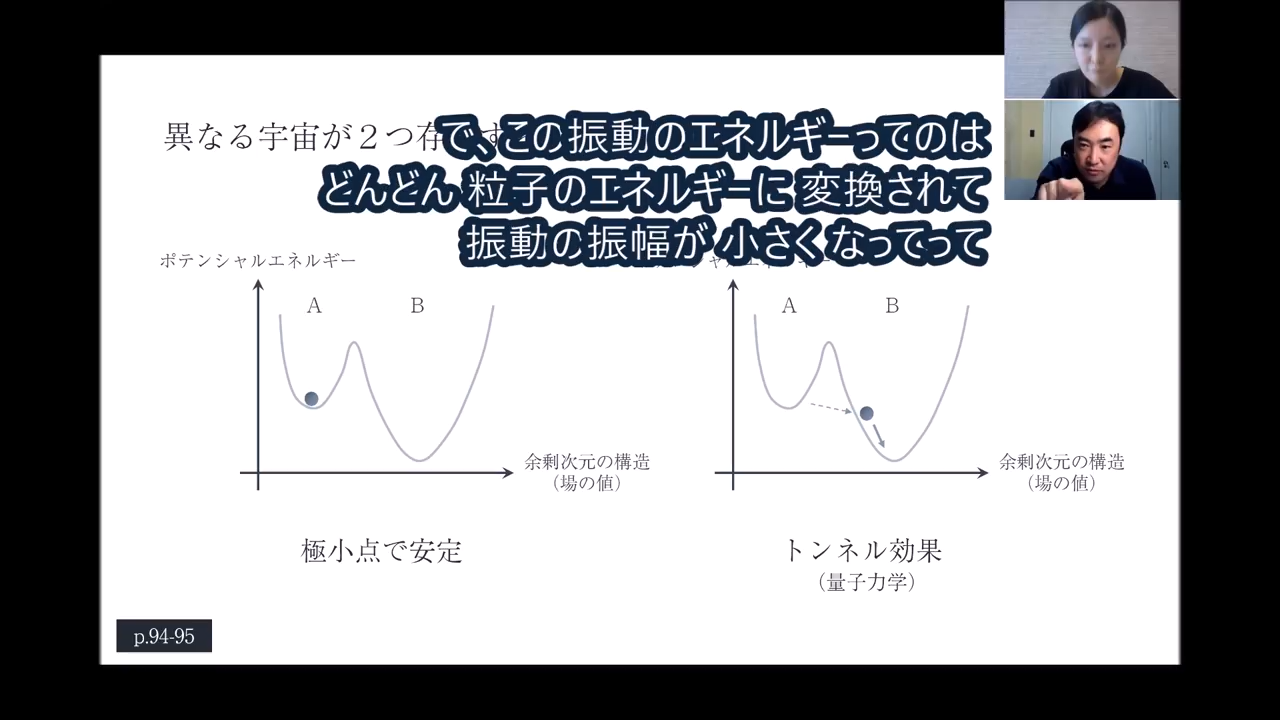 異なる宇宙が２つ存
で、この振動のエネルギーってのは
どんどん 粒子のエネルギーに 変換されて
振動の振幅が 小さくなってって
ポテンシャルエネルギー
A
B
A
B
余剰次元の構造
（場の値）
余剰次元の構造
（場の値）
極小点で安定
トンネル効果
（量子力学）
p.94-95